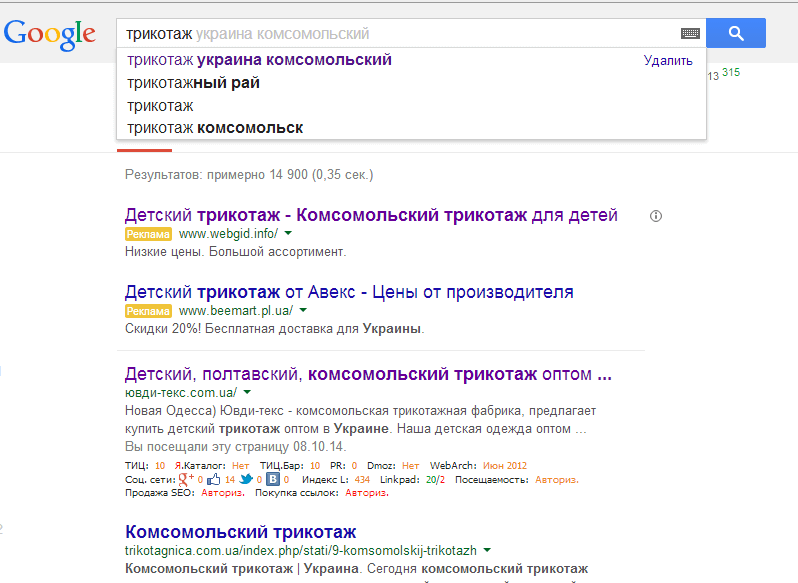 Google
трикотаж украина комсомольский
трикотаж украина комсомольский Удалить
трикотажный рай
трикотаж
трикотаж комсомольск
13 315
Результатов: примерно 14 900 (0,35 сек.)
Детский трикотаж - Комсомольский трикотаж для детей
Реклама www.webgid.info/
Низкие цены. Большой ассортимент.
Детский трикотаж от Авекс - Цены от производителя
Реклама www.beemart.pl.ua/
Скидки 20%! Бесплатная доставка для Украины.
Детский, полтавский, комсомольский трикотаж оптом ...
ювди-текс.com.ua/
Новая Одесса) Ювди-текс - комсомольская трикотажная фабрика, предлагает
купить детский трикотаж оптом в Украине. Наша детская одежда оптом ...
Вы посещали эту страницу 08.10.14.
ТИЦ: 10 Я.Каталог: Нет ТИЦ.Бар: 10 PR: 0 Dmoz: Нет WebArch: Июн 2012
Соц. сети: g+ 0 14 0 B 0 Индекс L: 434 Linkpad: 20/2 Посещаемость: Авториз.
Продажа SEO: Авториз. Покупка ссылок: Авториз.
Комсомольский трикотаж
trikotagnica.com.ua/index.php/stati/9-komsomolskij-trikotazh
Комсомольский трикотаж | Украина. Сегодня комсомольский трикотаж